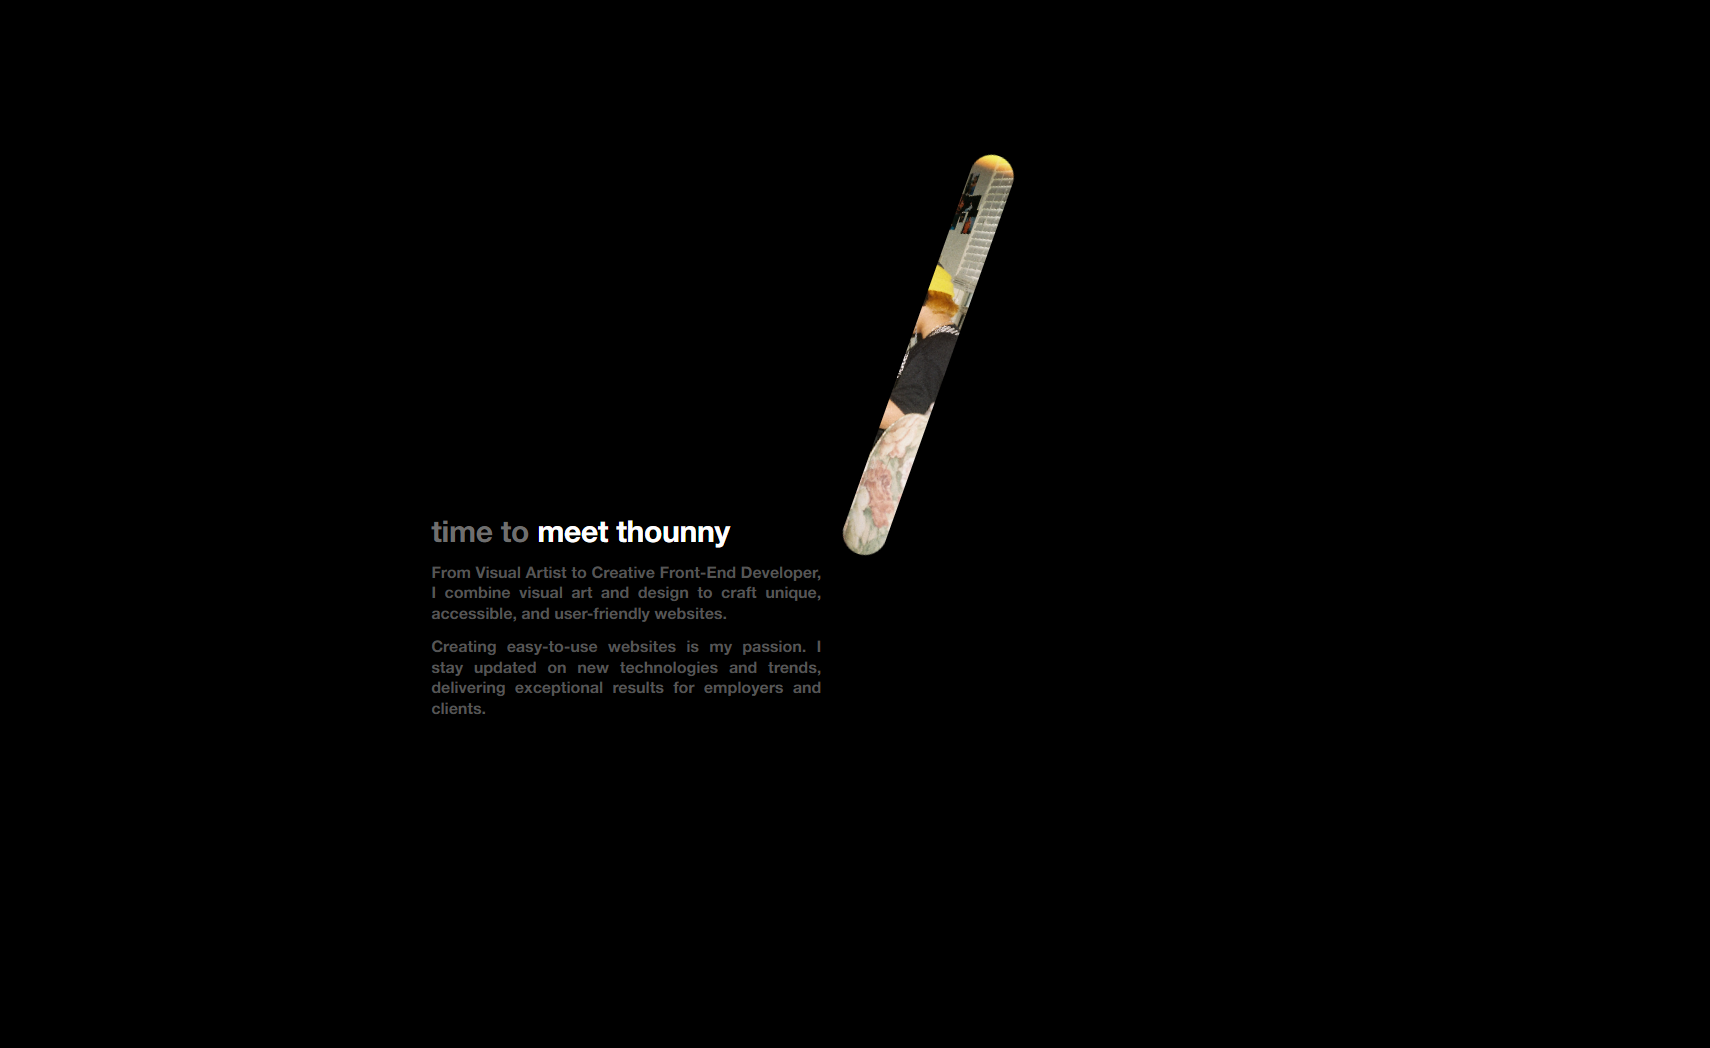 time to meet thounny
From Visual Artist to Creative Front-End Developer,
I combine visual art and design to craft unique,
accessible, and user-friendly websites.
Creating easy-to-use websites is my passion. I
stay updated on new technologies and trends,
delivering exceptional results for employers and
clients.